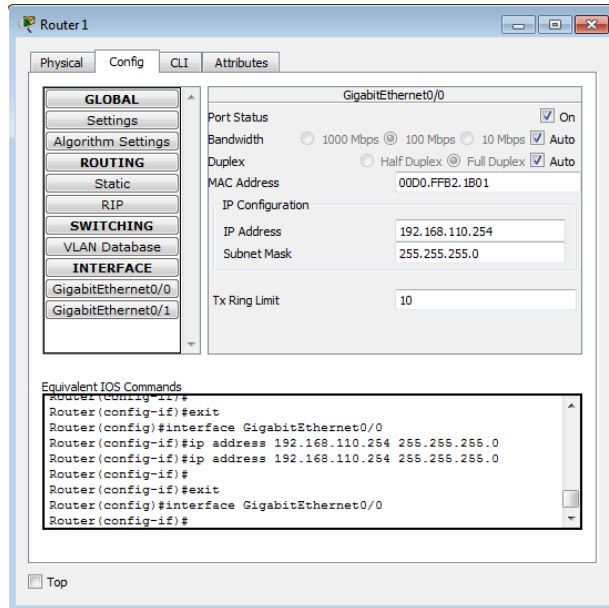 Router1
Physical Config CLI Attributes
GLOBAL
Settings
Algorithm Settings
ROUTING
Static
RIP
SWITCHING
VLAN Database
INTERFACE
GigabitEthernet0/0
GigabitEthernet0/1
GigabitEthernet0/0
Port Status On
Bandwidth 1000 Mbps 100 Mbps 10 Mbps Auto
Duplex Half Duplex Full Duplex Auto
MAC Address 00D0.FFB2.1B01
IP Configuration
IP Address 192.168.110.254
Subnet Mask 255.255.255.0
Tx Ring Limit 10
Equivalent IOS Commands
Router(config-if)#
Router(config-if)#exit
Router(config)#interface GigabitEthernet0/0
Router(config-if)#ip address 192.168.110.254 255.255.255.0
Router(config-if)#ip address 192.168.110.254 255.255.255.0
Router(config-if)#
Router(config-if)#exit
Router(config)#interface GigabitEthernet0/0
Router(config-if)#
Top